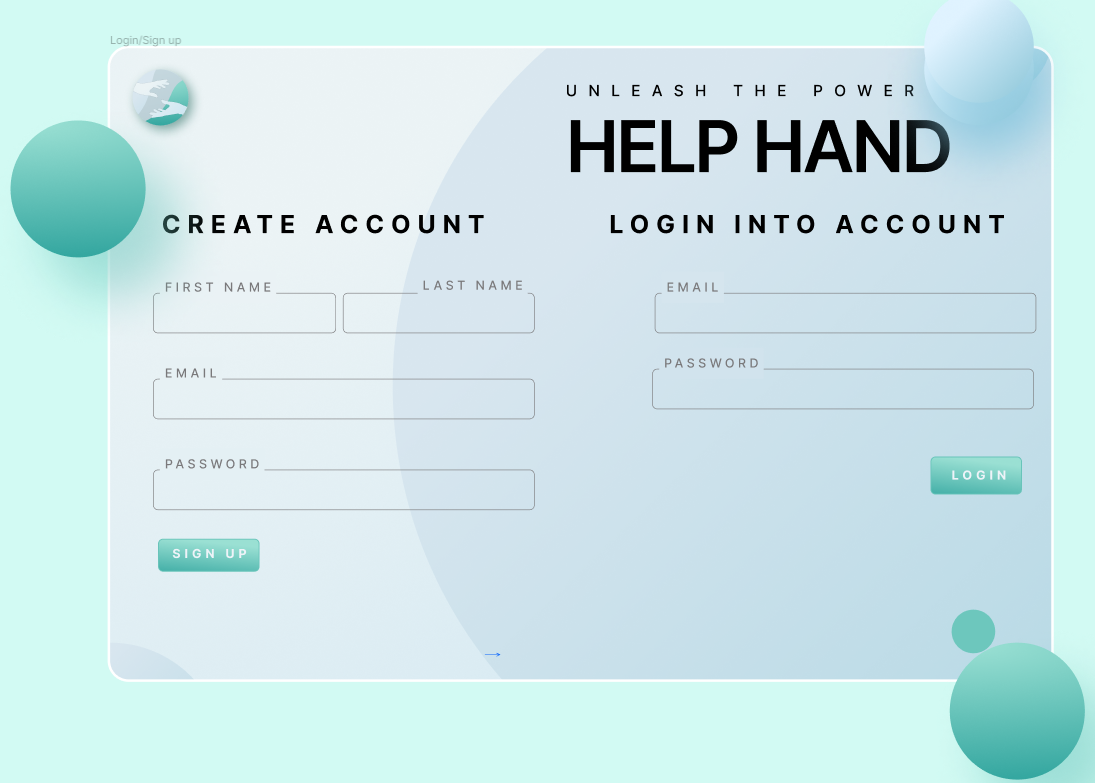 Login/Sign up
UNLEASH THE POWER
HELP HAND
CREATE ACCOUNT
LOGIN INTO ACCOUNT
FIRST NAME
LAST NAME
EMAIL
EMAIL
PASSWORD
PASSWORD
LOGIN
SIGN UP